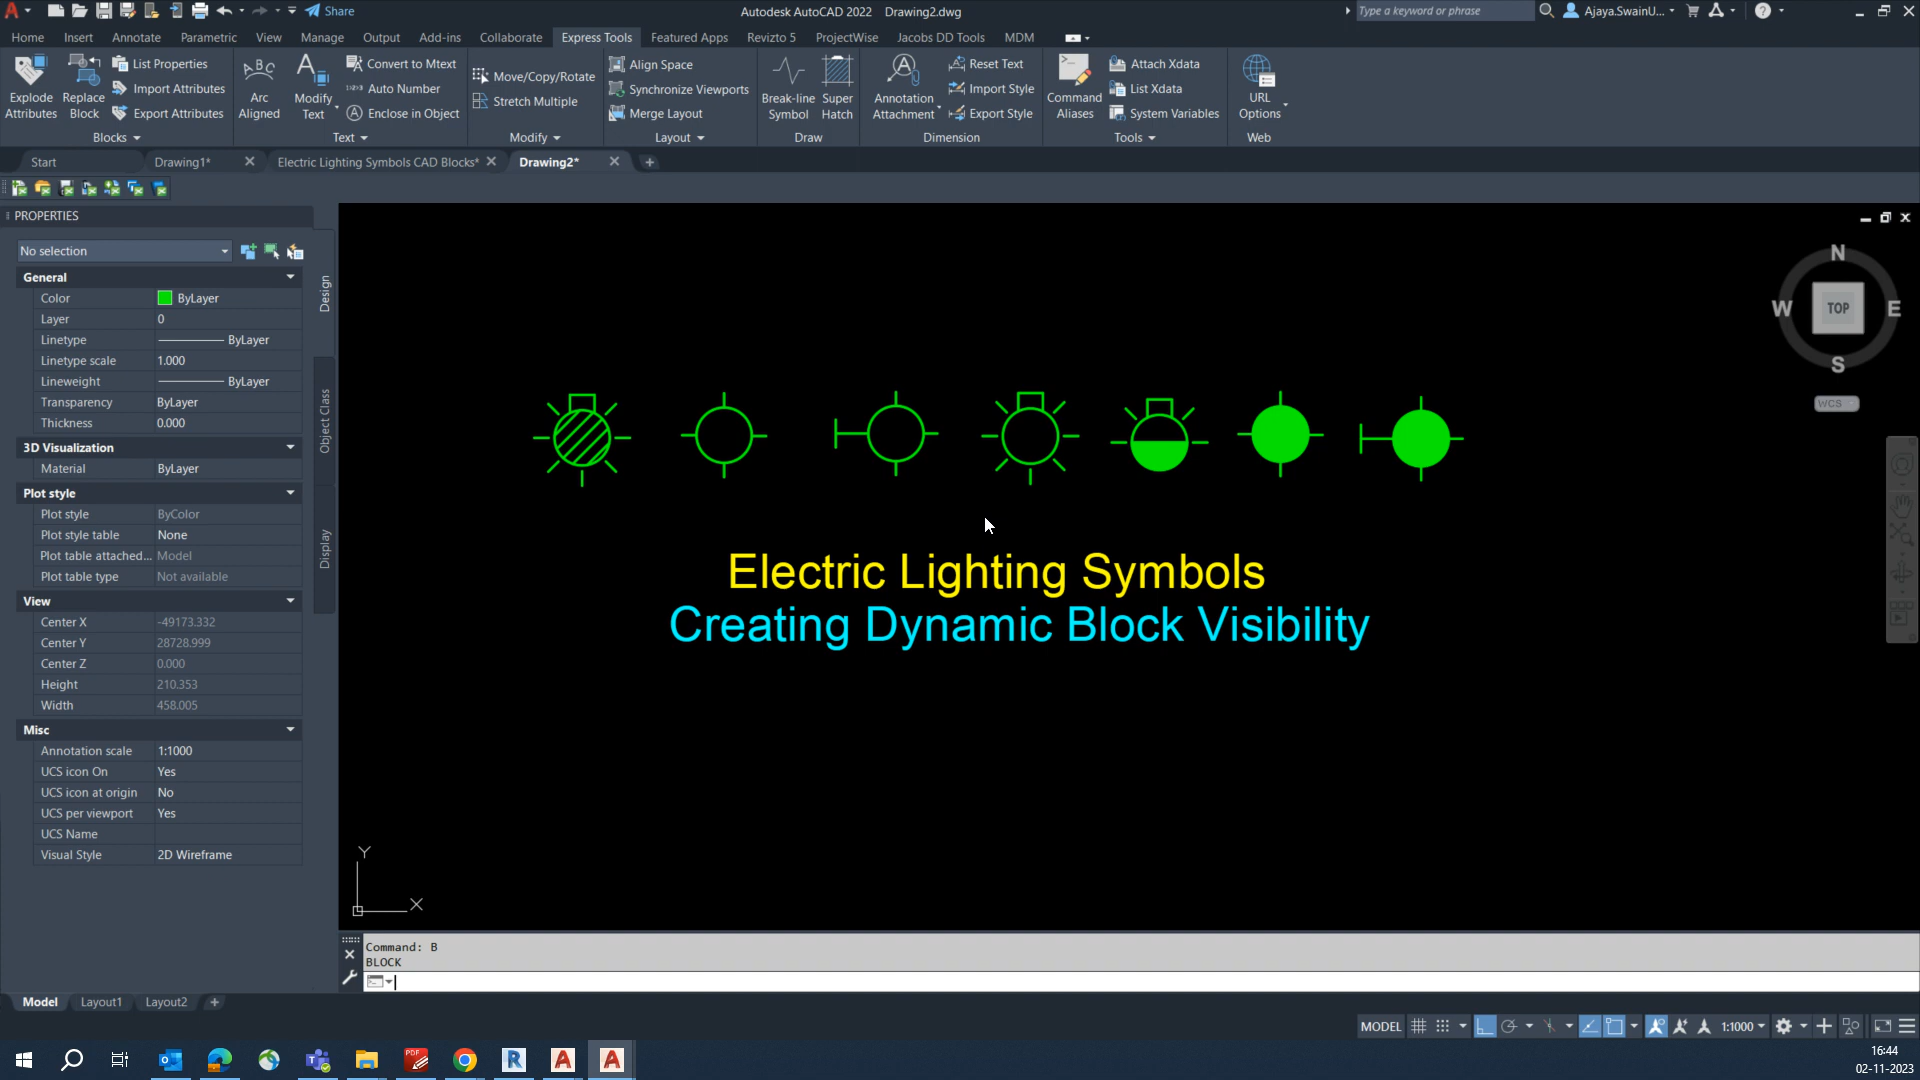 Share
Autodesk AutoCAD 2022 Drawing2.dwg
Type a keyword or phrase
Ajaya.SwainU...
Home Insert Annotate Parametric View Manage Output Add-ins Collaborate Express Tools Featured Apps Revizto 5 ProjectWise Jacobs DD Tools MDM
Explode Attributes
Replace Block
List Properties
Import Attributes
Export Attributes
Blocks
Arc Aligned
Modify Text
Convert to Mtext
Auto Number
Enclose in Object
Text
Move/Copy/Rotate
Stretch Multiple
Modify
Align Space
Synchronize Viewports
Merge Layout
Layout
Break-line Symbol
Super Hatch
Draw
Annotation Attachment
Reset Text
Import Style
Export Style
Dimension
Command Aliases
Attach Xdata
List Xdata
System Variables
Tools
URL Options
Web
Start Drawing1* Electric Lighting Symbols CAD Blocks* Drawing2*
PROPERTIES
No selection
General
Color ByLayer
Layer 0
Linetype ByLayer
Linetype scale 1.000
Lineweight ByLayer
Transparency ByLayer
Thickness 0.000
3D Visualization
Material ByLayer
Plot style
Plot style ByColor
Plot style table None
Plot table attached... Model
Plot table type Not available
View
Center X -49173.332
Center Y 28728.999
Center Z 0.000
Height 210.353
Width 458.005
Misc
Annotation scale 1:1000
UCS icon On Yes
UCS icon at origin No
UCS per viewport Yes
UCS Name
Visual Style 2D Wireframe
Design
Object Class
Display
N
W TOP E
S
WCS
Electric Lighting Symbols
Creating Dynamic Block Visibility
Y
X
Command: B
BLOCK
Model Layout1 Layout2
MODEL 1:1000
16:44
02-11-2023